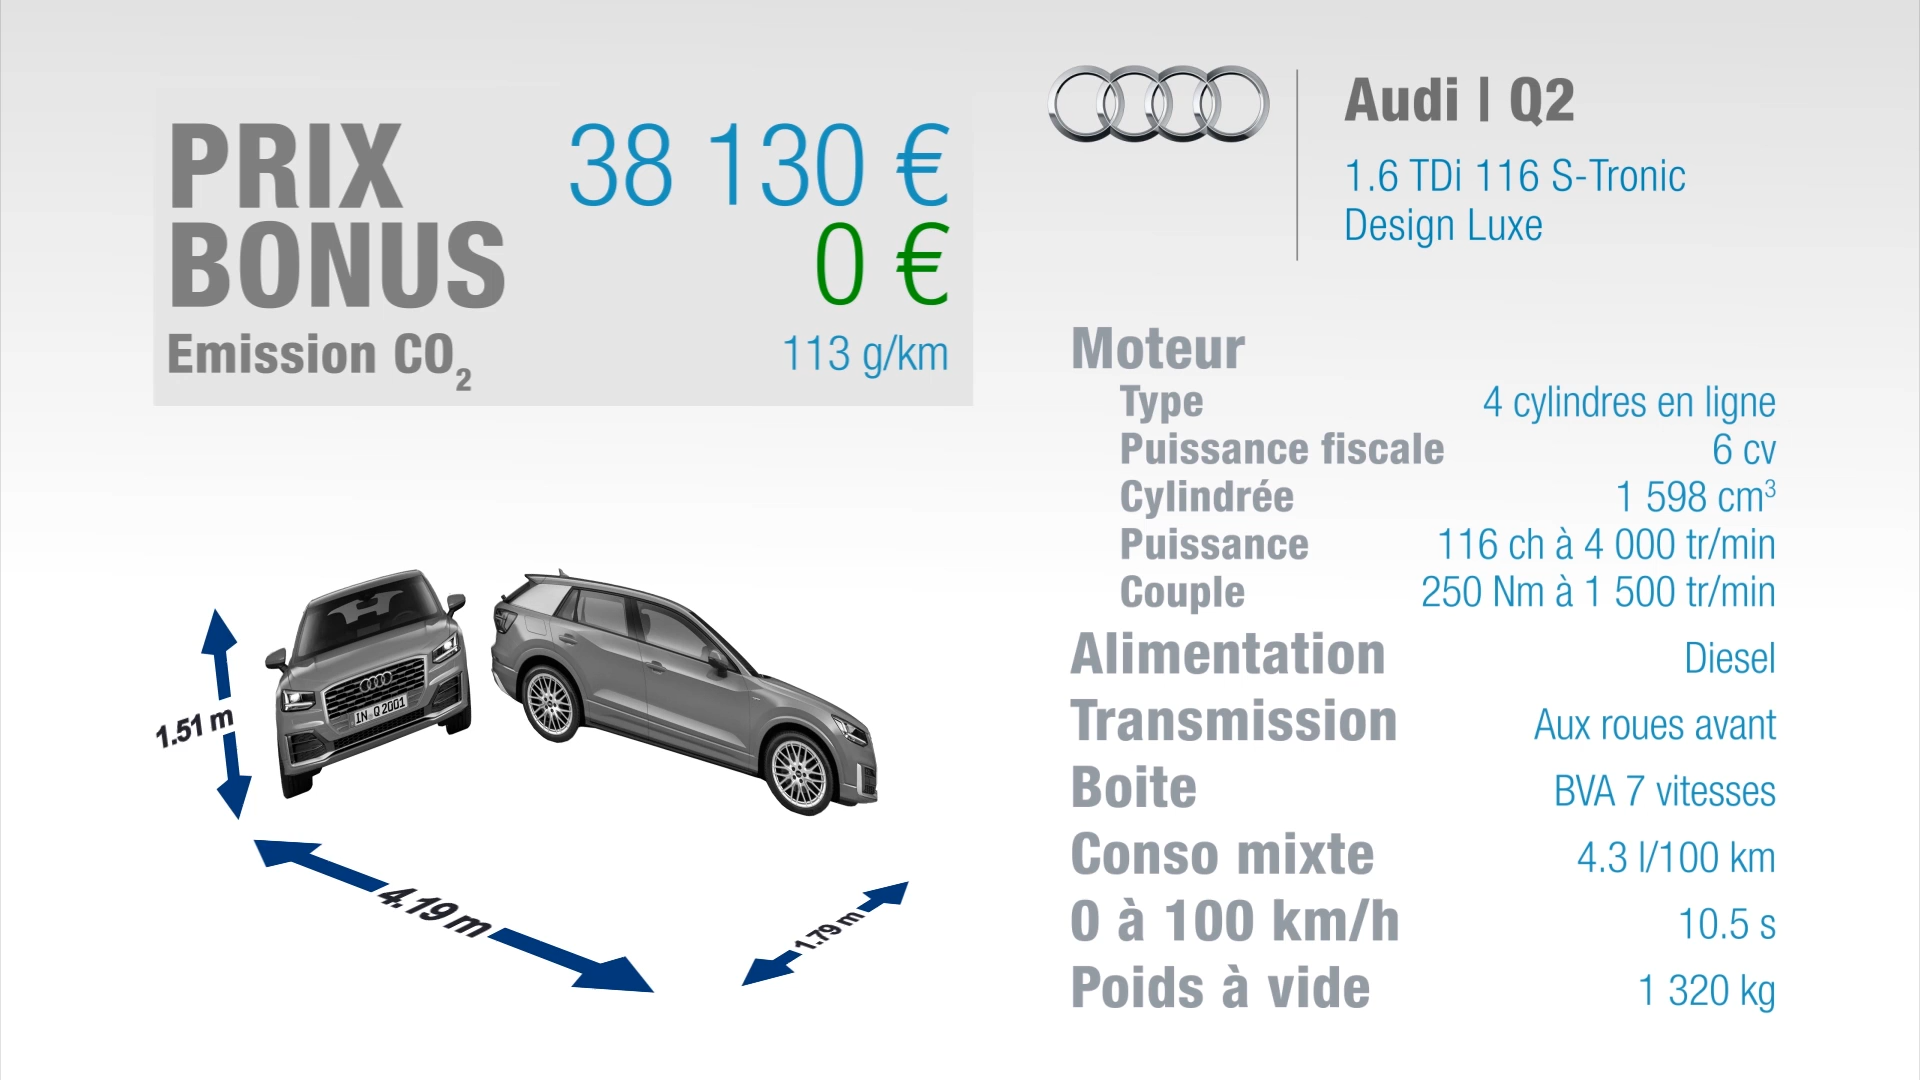 PRIX 38 130 €
BONUS 0 €
Emission CO₂ 113 g/km
Audi | Q2
1.6 TDi 116 S-Tronic
Design Luxe
Moteur
Type 4 cylindres en ligne
Puissance fiscale 6 cv
Cylindrée 1 598 cm³
Puissance 116 ch à 4 000 tr/min
Couple 250 Nm à 1 500 tr/min
Alimentation Diesel
Transmission Aux roues avant
Boite BVA 7 vitesses
Conso mixte 4.3 l/100 km
0 à 100 km/h 10.5 s
Poids à vide 1 320 kg
1.51 m
IN Q 2001
4.19 m
1.79 m